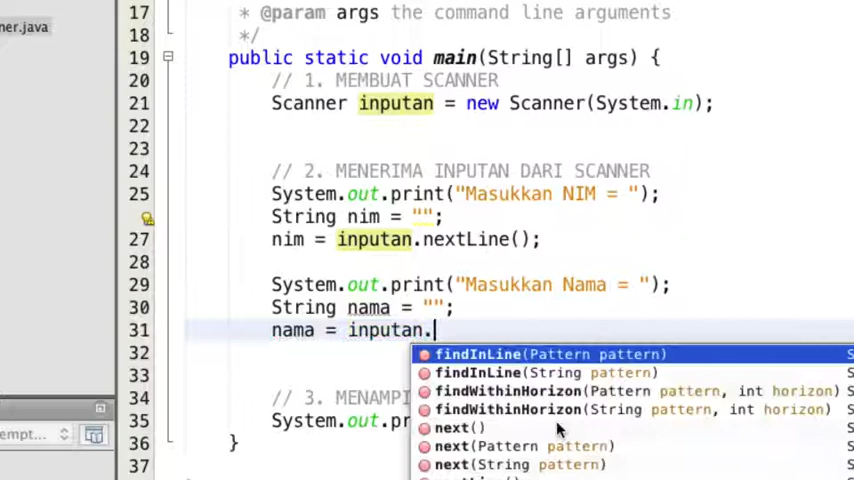 ner.java
17 * @param args the command line arguments
18 */
19 public static void main(String[] args) {
20 // 1. MEMBUAT SCANNER
21 Scanner inputan = new Scanner(System.in);
22
23
24 // 2. MENERIMA INPUTAN DARI SCANNER
25 System.out.print("Masukkan NIM = ");
String nim = "";
27 nim = inputan.nextLine();
28
29 System.out.print("Masukkan Nama = ");
30 String nama = "";
31 nama = inputan.
32 findInLine(Pattern pattern) S
33 findInLine(String pattern) S
findWithinHorizon(Pattern pattern, int horizon) S
34 // 3. MENAMPI findWithinHorizon(String pattern, int horizon) S
35 System.out.pr next() S
36 } next(Pattern pattern) S
37 next(String pattern) S
empt...